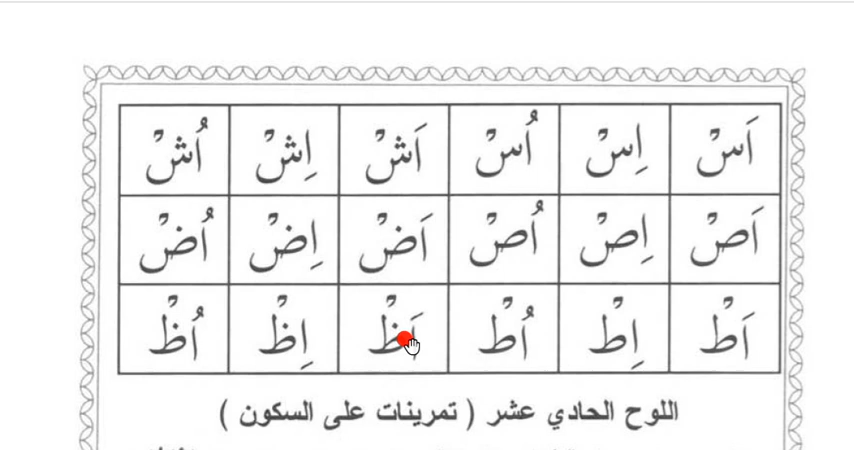 اَسْ اِسْ اُسْ اَشْ اِشْ اُشْ
اَصْ اِصْ اُصْ اَضْ اِضْ اُضْ
اَطْ اِطْ اُطْ اَظْ اِظْ اُظْ
اللوح الحادي عشر ( تمرينات على السكون )